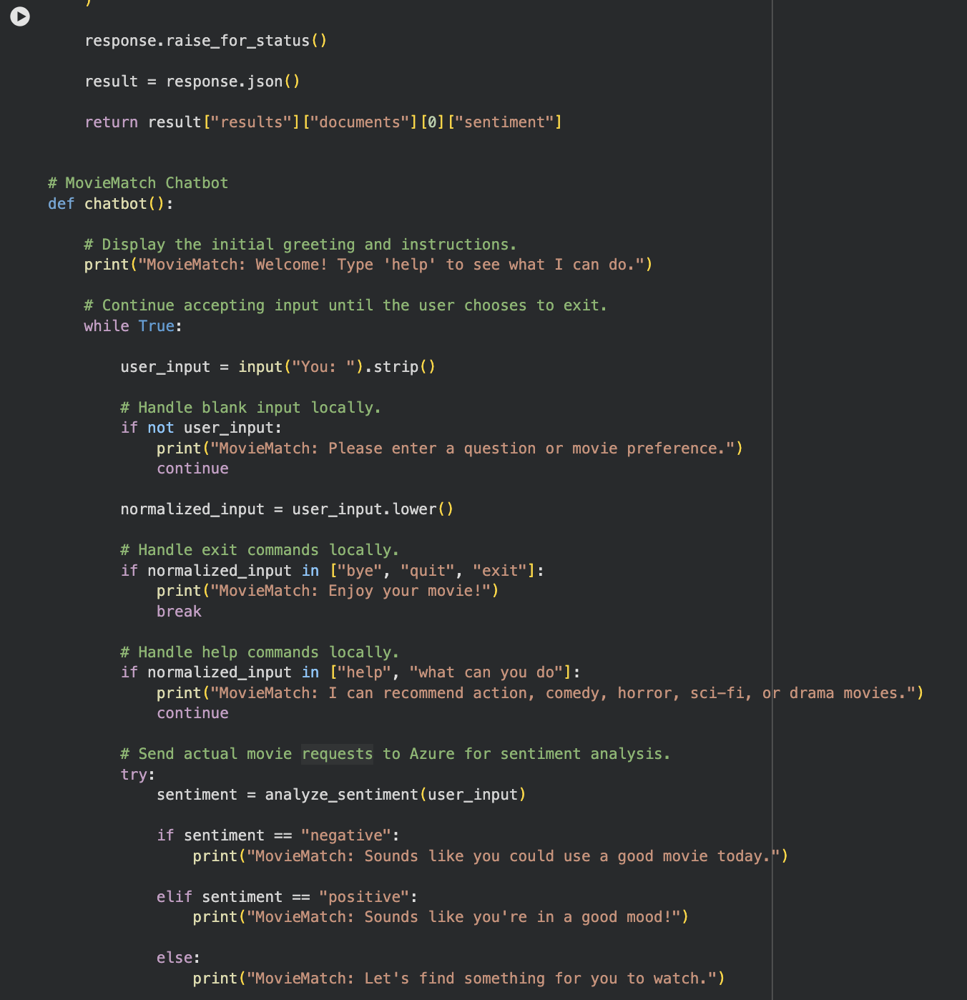 )
response.raise_for_status()
result = response.json()
return result["results"]["documents"][0]["sentiment"]
# MovieMatch Chatbot
def chatbot():
# Display the initial greeting and instructions.
print("MovieMatch: Welcome! Type 'help' to see what I can do.")
# Continue accepting input until the user chooses to exit.
while True:
user_input = input("You: ").strip()
# Handle blank input locally.
if not user_input:
print("MovieMatch: Please enter a question or movie preference.")
continue
normalized_input = user_input.lower()
# Handle exit commands locally.
if normalized_input in ["bye", "quit", "exit"]:
print("MovieMatch: Enjoy your movie!")
break
# Handle help commands locally.
if normalized_input in ["help", "what can you do"]:
print("MovieMatch: I can recommend action, comedy, horror, sci-fi, or drama movies.")
continue
# Send actual movie requests to Azure for sentiment analysis.
try:
sentiment = analyze_sentiment(user_input)
if sentiment == "negative":
print("MovieMatch: Sounds like you could use a good movie today.")
elif sentiment == "positive":
print("MovieMatch: Sounds like you're in a good mood!")
else:
print("MovieMatch: Let's find something for you to watch.")